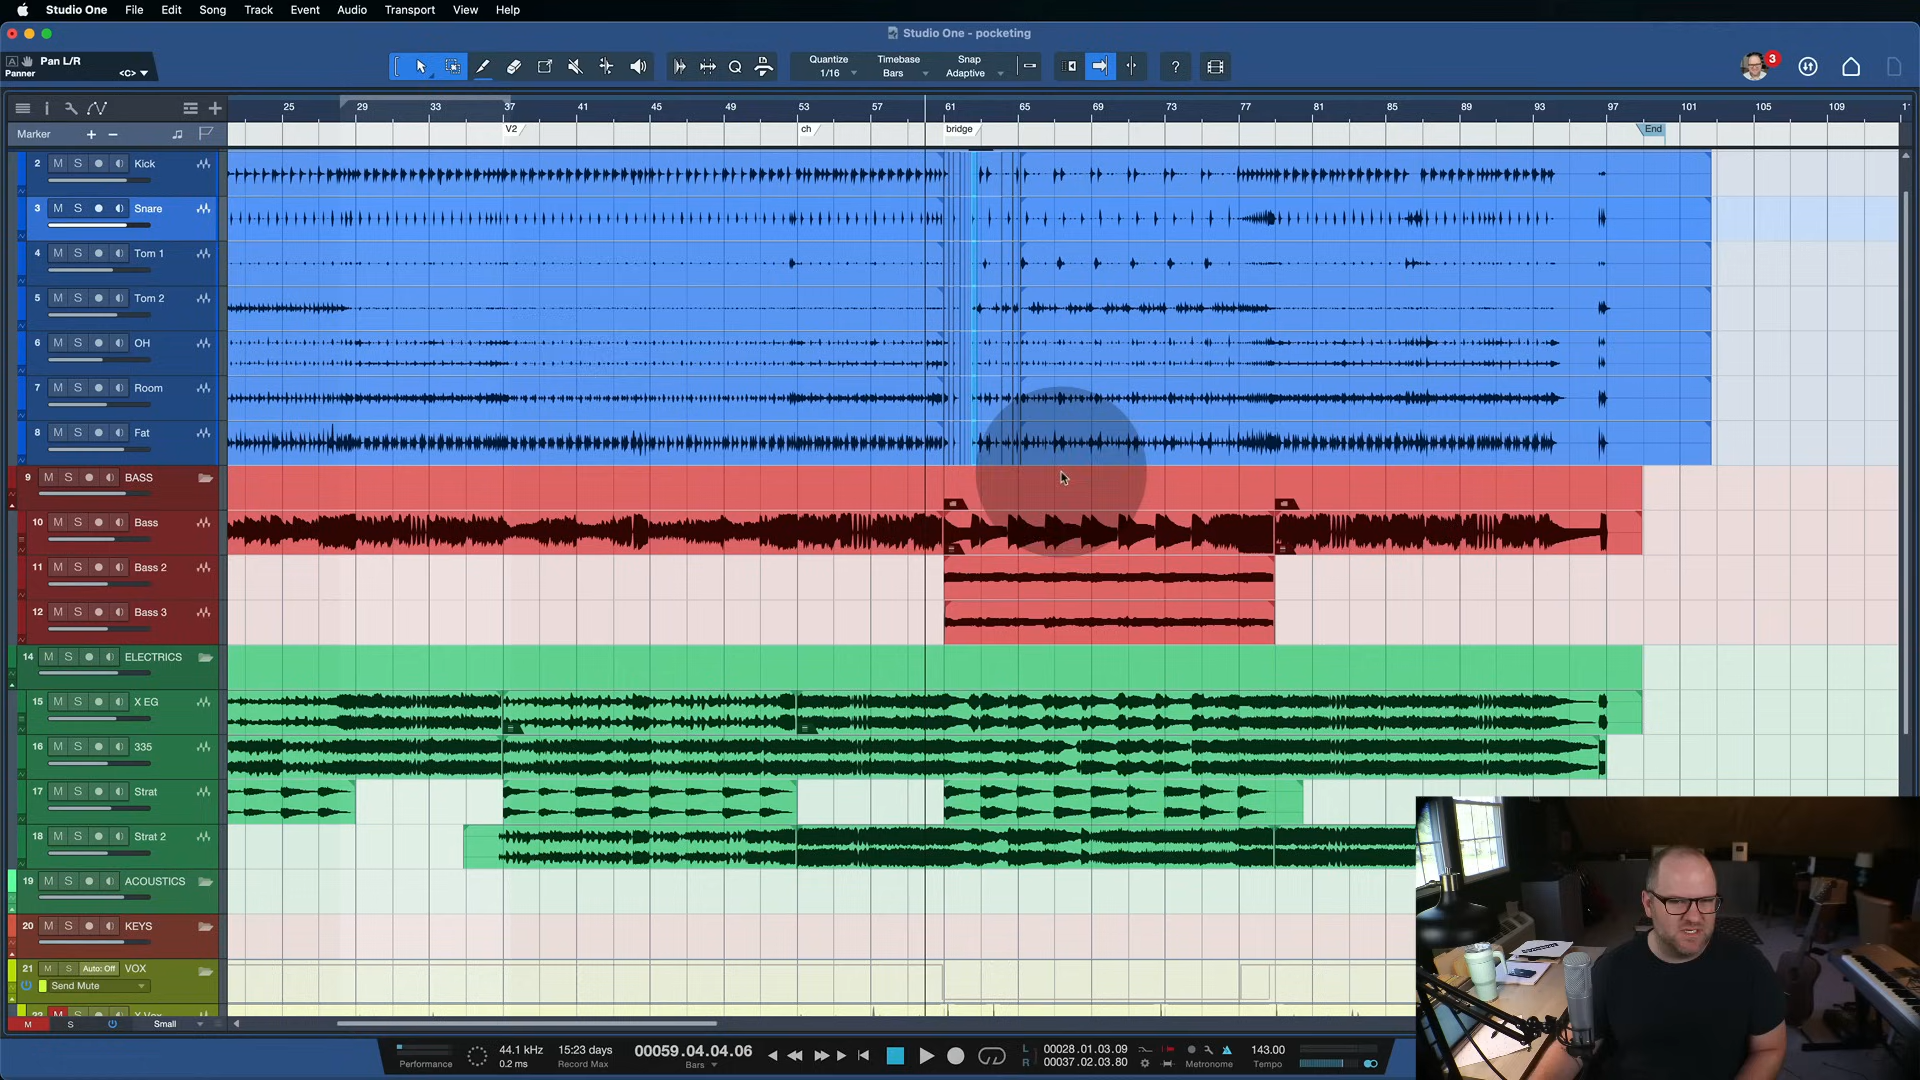 Studio One File Edit Song Track Event Audio Transport View Help
Studio One - pocketing
Pan L/R
Panner <C>
Quantize
1/16
Timebase
Bars
Snap
Adaptive
?
3
25 29 33 37 41 45 49 53 57 61 65 69 73 77 81 85 89 93 97 101 105 109
Marker
V2 ch bridge End
2 M S Kick
3 M S Snare
4 M S Tom 1
5 M S Tom 2
6 M S OH
7 M S Room
8 M S Fat
9 M S BASS
10 M S Bass
11 M S Bass 2
12 M S Bass 3
14 M S ELECTRICS
15 M S X EG
16 M S 335
17 M S Strat
18 M S Strat 2
19 M S ACOUSTICS
20 M S KEYS
21 M S Auto: Off VOX
Send Mute
22 M S X Vox
M S Small
Performance
44.1 kHz
0.2 ms
15:23 days
Record Max
00059.04.04.06
Bars
L 00028.01.03.09
R 00037.02.03.80
Metronome
143.00
Tempo